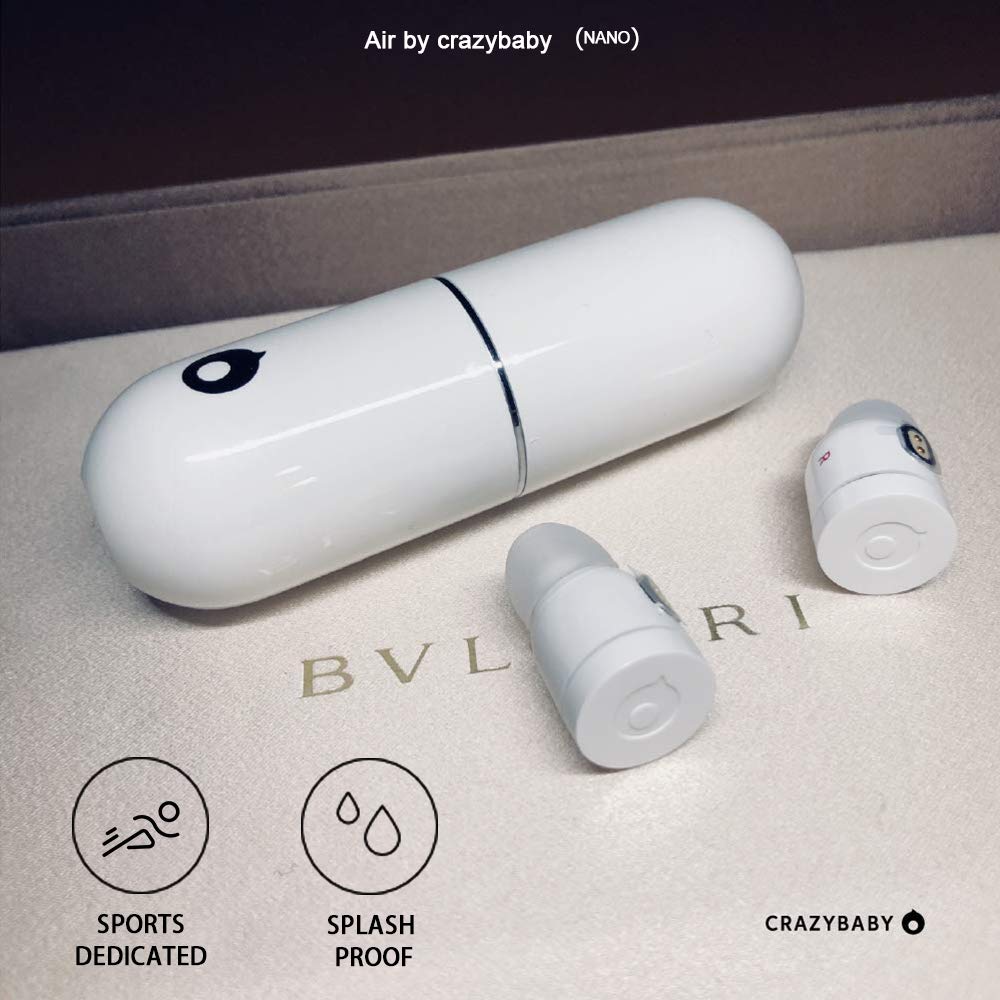 Air by crazybaby (NANO)
R
BVL RI
SPORTS
DEDICATED
SPLASH
PROOF
CRAZYBABY